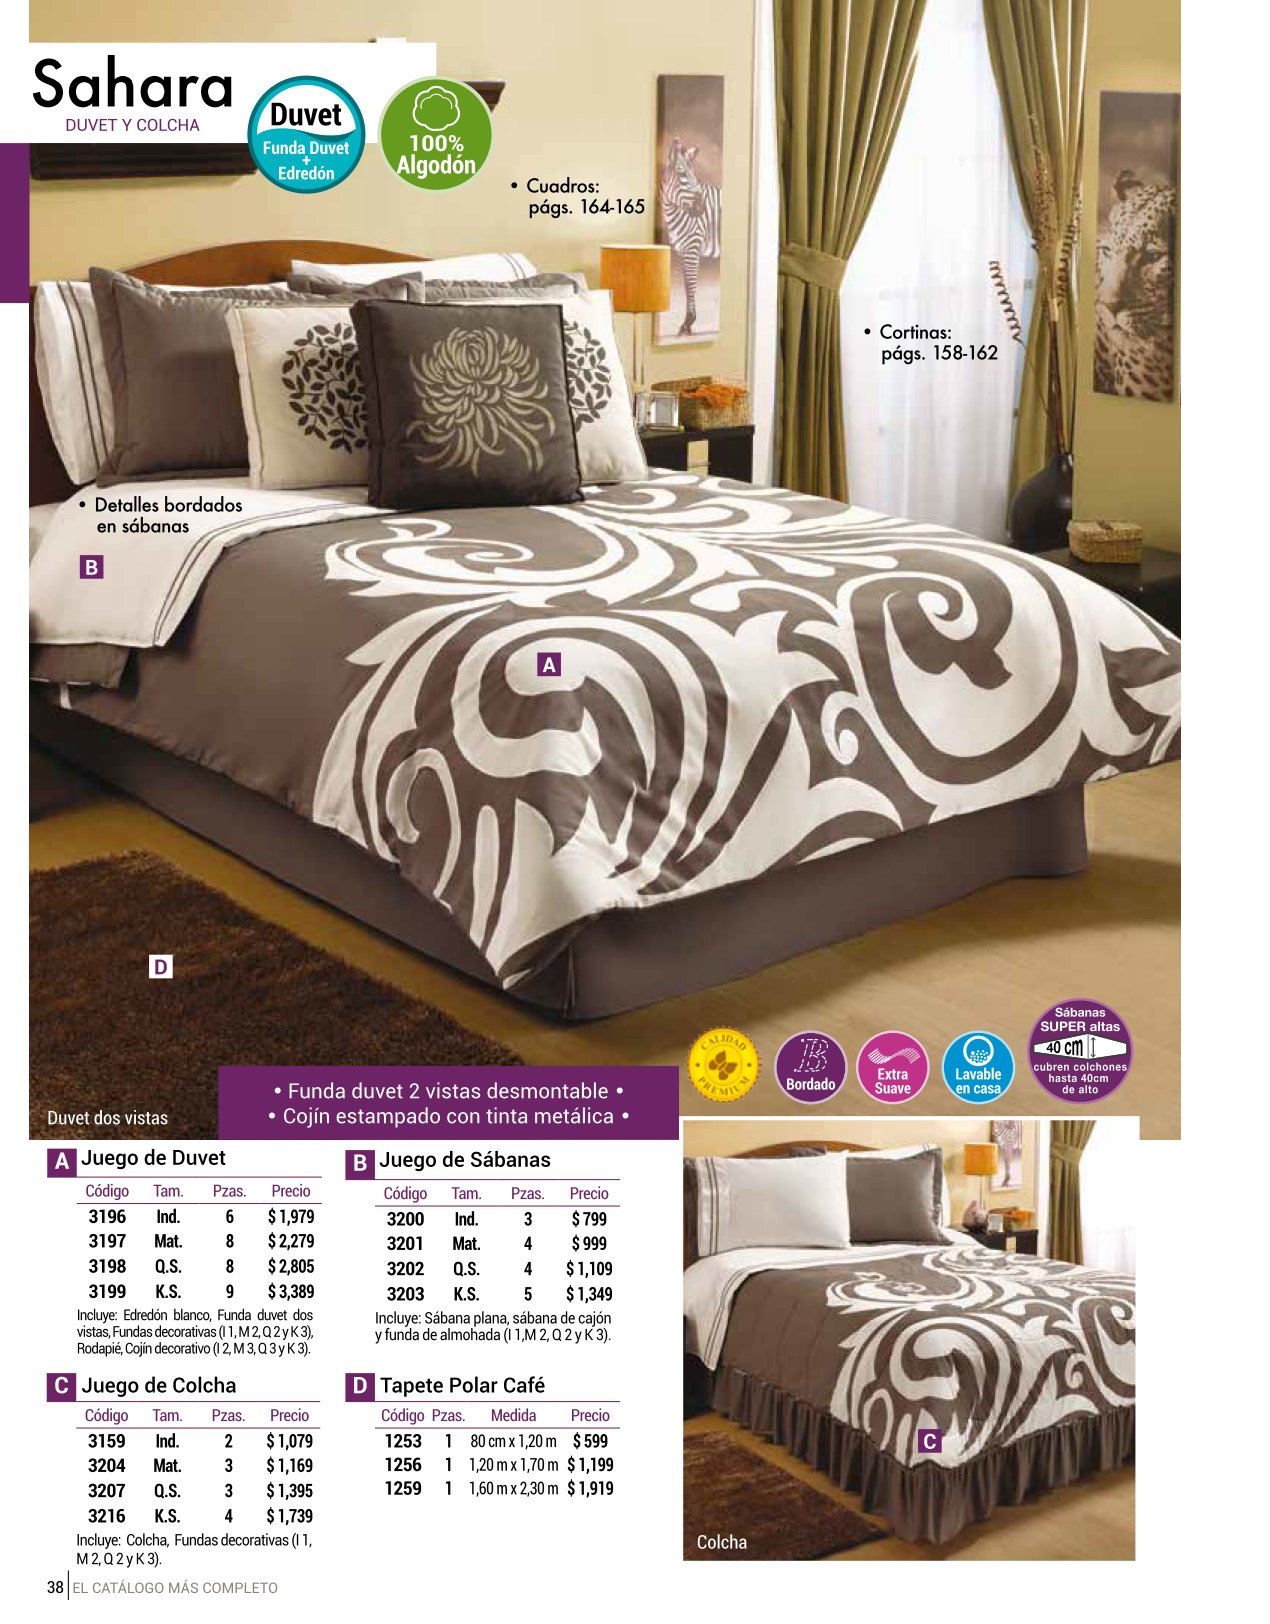 Sahara
DUVET Y COLCHA
Duvet
Funda Duvet
+
Edredón
100%
Algodón
• Cuadros:
págs. 164-165
• Cortinas:
págs. 158-162
• Detalles bordados
en sábanas
B
A
D
CALIDAD
PREMIUM
B
Bordado
Extra
Suave
Lavable
en casa
Sábanas
SUPER altas
40 cm
cubren colchones
hasta 40cm
de alto
• Funda duvet 2 vistas desmontable •
• Cojín estampado con tinta metálica •
Duvet dos vistas
A Juego de Duvet
Código Tam. Pzas. Precio
3196 Ind. 6 $ 1,979
3197 Mat. 8 $ 2,279
3198 Q.S. 8 $ 2,805
3199 K.S. 9 $ 3,389
Incluye: Edredón blanco, Funda duvet dos
vistas, Fundas decorativas (I 1, M 2, Q 2 y K 3),
Rodapié, Cojín decorativo (I 2, M 3, Q 3 y K 3).
B Juego de Sábanas
Código Tam. Pzas. Precio
3200 Ind. 3 $ 799
3201 Mat. 4 $ 999
3202 Q.S. 4 $ 1,109
3203 K.S. 5 $ 1,349
Incluye: Sábana plana, sábana de cajón
y funda de almohada (I 1,M 2, Q 2 y K 3).
C Juego de Colcha
Código Tam. Pzas. Precio
3159 Ind. 2 $ 1,079
3204 Mat. 3 $ 1,169
3207 Q.S. 3 $ 1,395
3216 K.S. 4 $ 1,739
Incluye: Colcha, Fundas decorativas (I 1,
M 2, Q 2 y K 3).
D Tapete Polar Café
Código Pzas. Medida Precio
1253 1 80 cm x 1,20 m $ 599
1256 1 1,20 m x 1,70 m $ 1,199
1259 1 1,60 m x 2,30 m $ 1,919
C
Colcha
38 EL CATÁLOGO MÁS COMPLETO